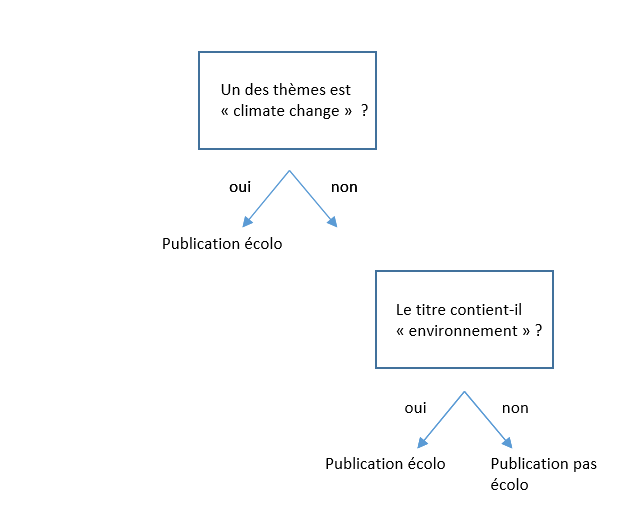 Un des thèmes est
« climate change »  ?
oui
non
Publication écolo
Le titre contient-il
« environnement » ?
oui
non
Publication écolo
Publication pas
écolo